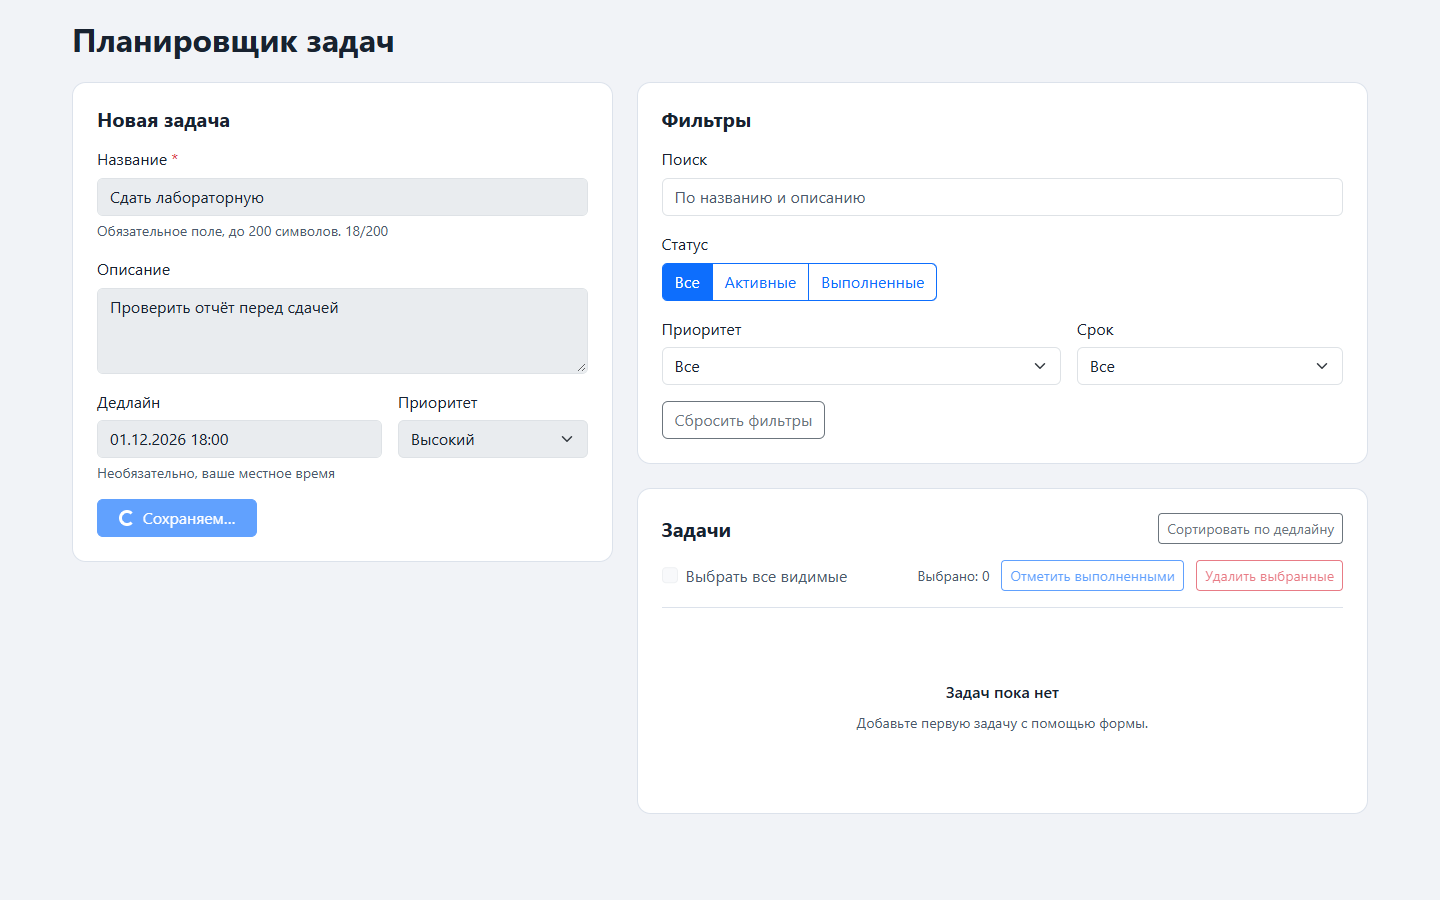 Планировщик задач
Новая задача
Название *
Сдать лабораторную
Обязательное поле, до 200 символов. 18/200
Описание
Проверить отчёт перед сдачей
Дедлайн
Приоритет
01.12.2026 18:00
Высокий
Необязательно, ваше местное время
Сохраняем...
Фильтры
Поиск
По названию и описанию
Статус
Все
Активные
Выполненные
Приоритет
Срок
Все
Все
Сбросить фильтры
Задачи
Сортировать по дедлайну
Выбрать все видимые
Выбрано: 0
Отметить выполненными
Удалить выбранные
Задач пока нет
Добавьте первую задачу с помощью формы.